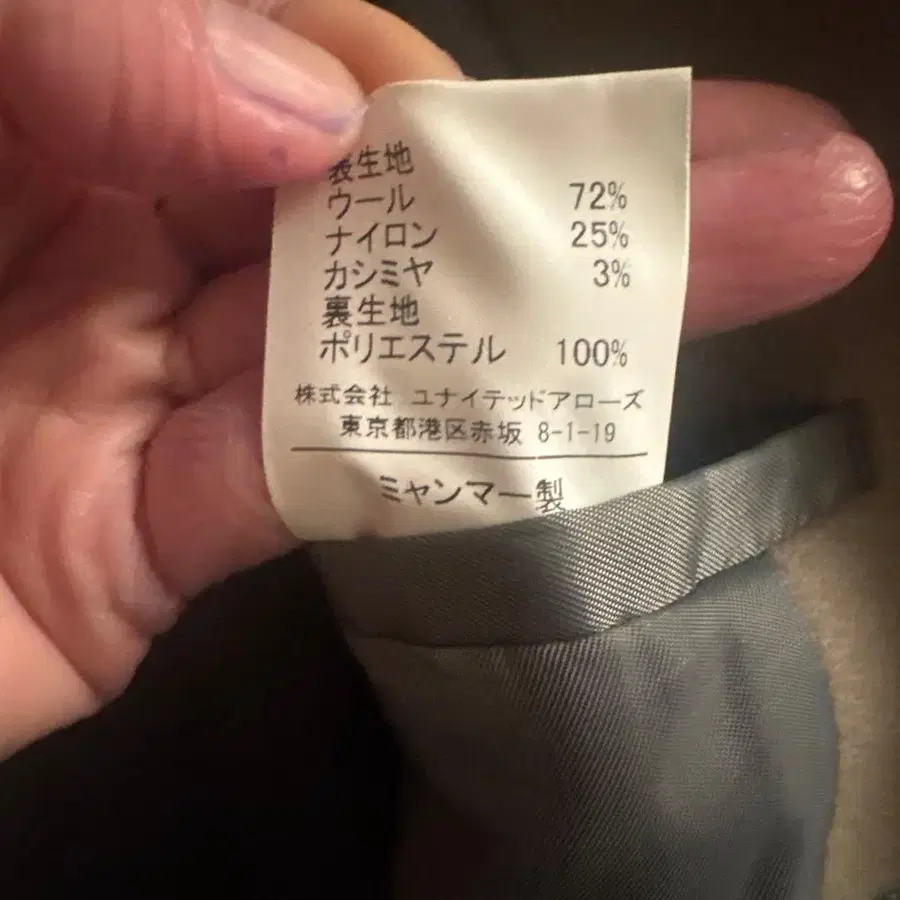 表生地
ウール 72%
ナイロン 25%
カシミヤ 3%
裏生地
ポリエステル 100%
株式会社 ユナイテッドアローズ
東京都港区赤坂 8-1-19
ミャンマー製